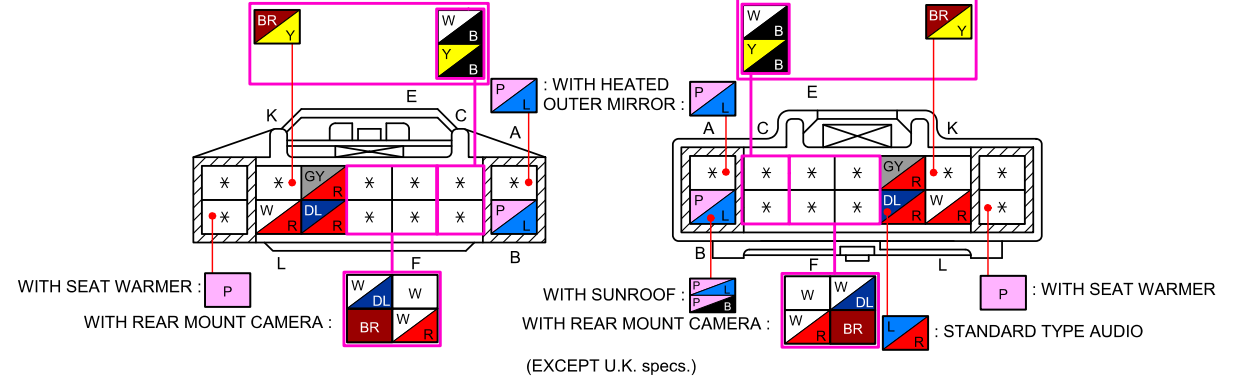 BR
Y
W
B
Y
B
W
B
Y
B
BR
Y
P
L
: WITH HEATED
OUTER MIRROR :
P
L
K
E
C
A
E
A
C
K
*
*
GY
R
*
*
*
*
*
*
*
*
*
GY
R
*
*
*
W
R
DL
R
*
*
*
P
L
P
L
*
*
*
DL
R
W
R
*
L
F
B
B
F
L
WITH SEAT WARMER :
P
W
DL
W
WITH SUNROOF :
P
L
P
B
W
W
DL
P
: WITH SEAT WARMER
WITH REAR MOUNT CAMERA :
BR
W
R
WITH REAR MOUNT CAMERA :
W
R
BR
L
R
: STANDARD TYPE AUDIO
(EXCEPT U.K. specs.)